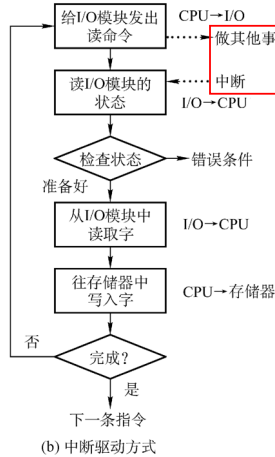 给I/O模块发出
读命令
CPU→I/O
做其他事
读I/O模块的
状态
中断
I/O→CPU
检查状态
错误条件
准备好
从I/O模块中
读取字
I/O→CPU
往存储器中
写入字
CPU→存储器
否
完成?
是
下一条指令
(b) 中断驱动方式